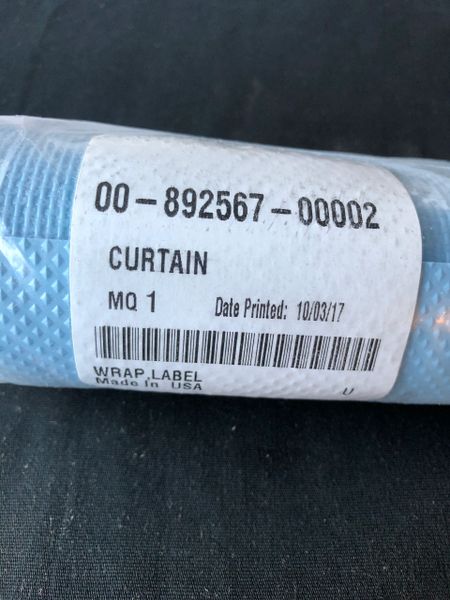 00-892567-00002
CURTAIN
MQ 1 Date Printed: 10/03/17
WRAP,LABEL
Made In USA U